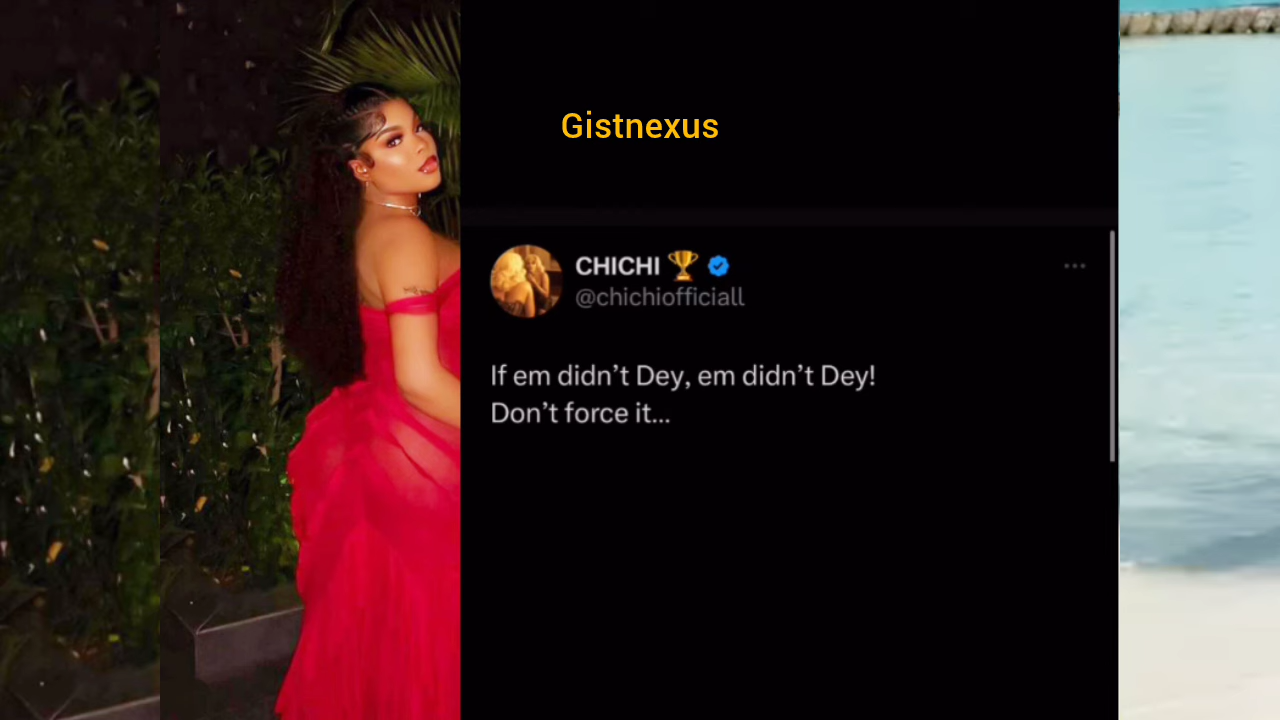 Gistnexus
CHICHI 🏆
@chichiofficiall
If em didn’t Dey, em didn’t Dey!
Don’t force it...